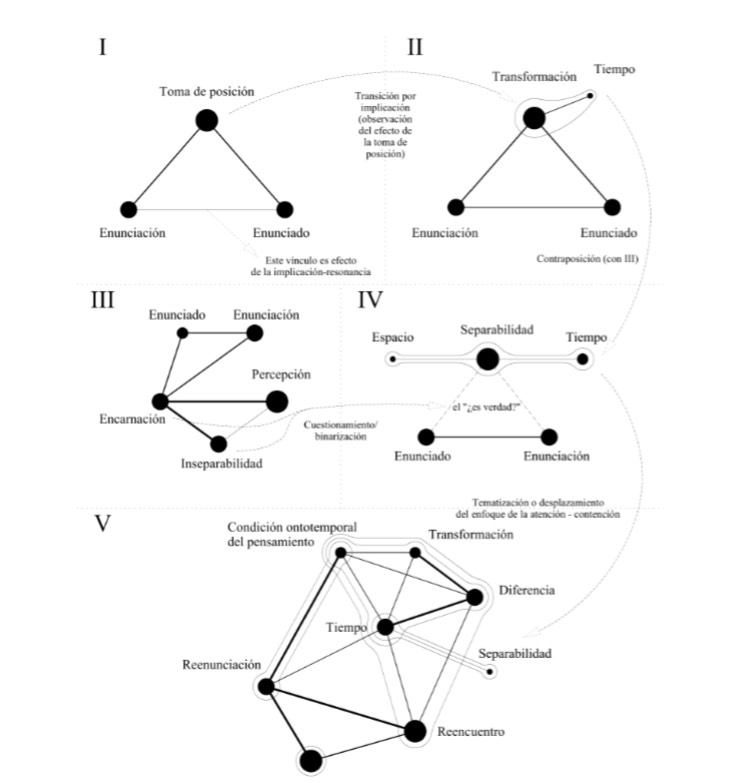 I
Toma de posición
Enunciación
Enunciado
Este vínculo es efecto
de la implicación-resonancia
Transición por
implicación
(observación
del efecto de
la toma de
posición)
II
Transformación
Tiempo
Enunciación
Enunciado
Contraposición (con III)
III
Enunciado
Enunciación
Percepción
Encarnación
Inseparabilidad
Cuestionamiento/
binarización
IV
Espacio
Separabilidad
Tiempo
el "¿es verdad?"
Enunciado
Enunciación
Tematización o desplazamiento
del enfoque de la atención - contención
V
Condición ontotemporal
del pensamiento
Transformación
Diferencia
Tiempo
Separabilidad
Reenunciación
Reencuentro